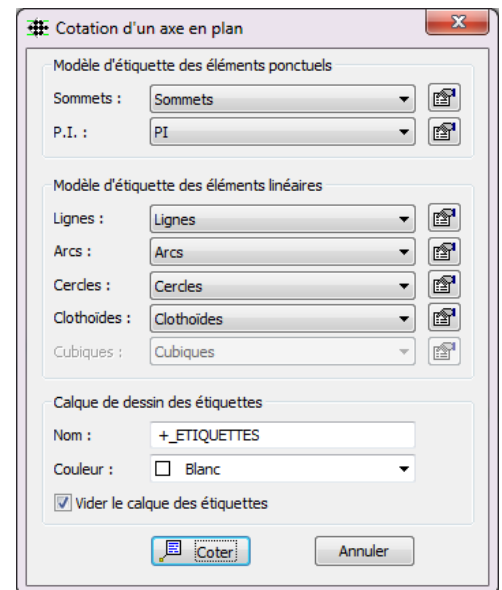 Cotation d'un axe en plan
Modèle d'étiquette des éléments ponctuels
Sommets : Sommets
P.I. : PI
Modèle d'étiquette des éléments linéaires
Lignes : Lignes
Arcs : Arcs
Cercles : Cercles
Clothoïdes : Clothoïdes
Cubiques : Cubiques
Calque de dessin des étiquettes
Nom : +_ETIQUETTES
Couleur : Blanc
Vider le calque des étiquettes
Coter Annuler